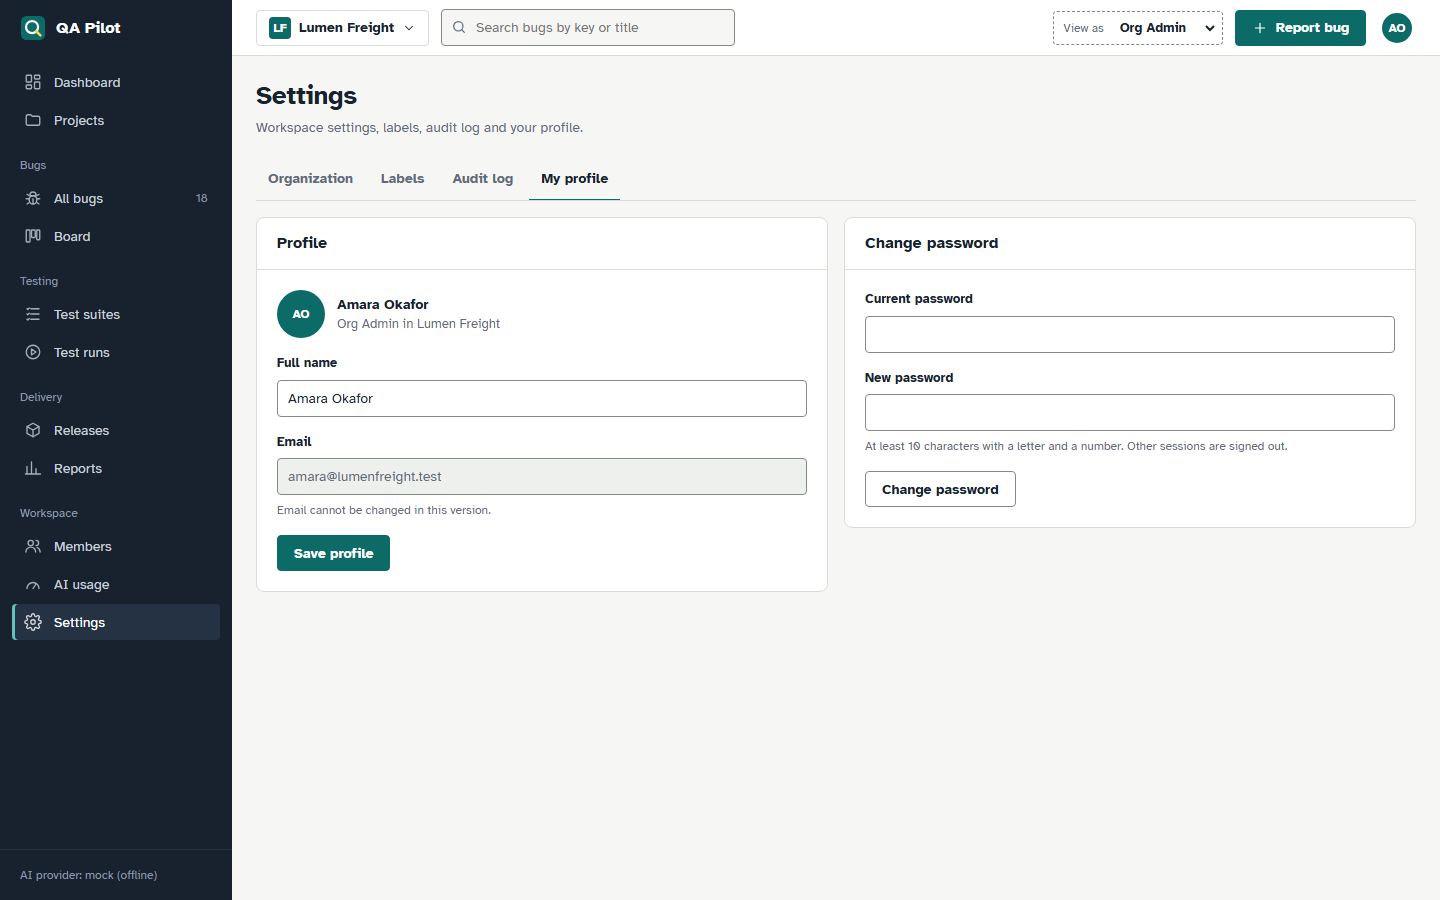 QA Pilot
Dashboard
Projects
Bugs
All bugs 18
Board
Testing
Test suites
Test runs
Delivery
Releases
Reports
Workspace
Members
AI usage
Settings
AI provider: mock (offline)
LF Lumen Freight
Search bugs by key or title
View as Org Admin
Report bug
AO
Settings
Workspace settings, labels, audit log and your profile.
Organization Labels Audit log My profile
Profile
AO
Amara Okafor
Org Admin in Lumen Freight
Full name
Amara Okafor
Email
amara@lumenfreight.test
Email cannot be changed in this version.
Save profile
Change password
Current password
New password
At least 10 characters with a letter and a number. Other sessions are signed out.
Change password